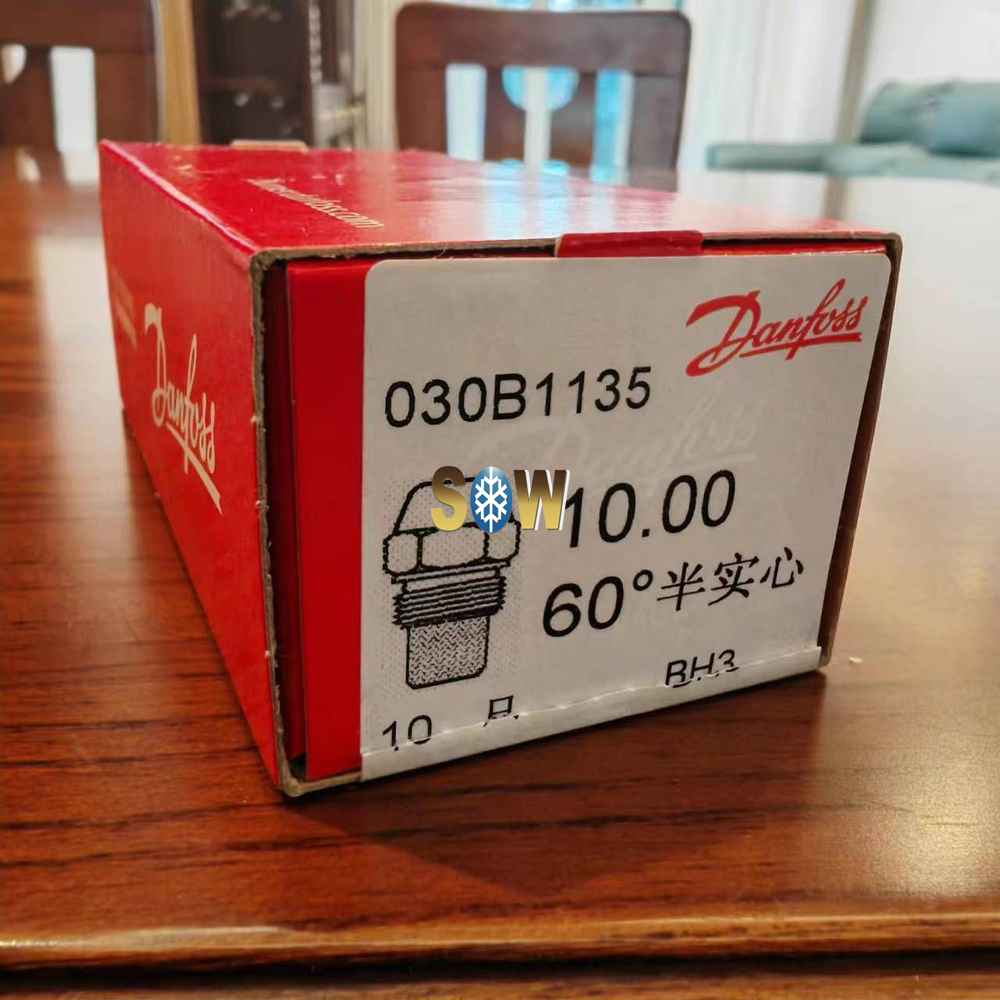 Danfoss
Danfoss
030B1135
SOW
10.00
60°半实心
BH3
10 只